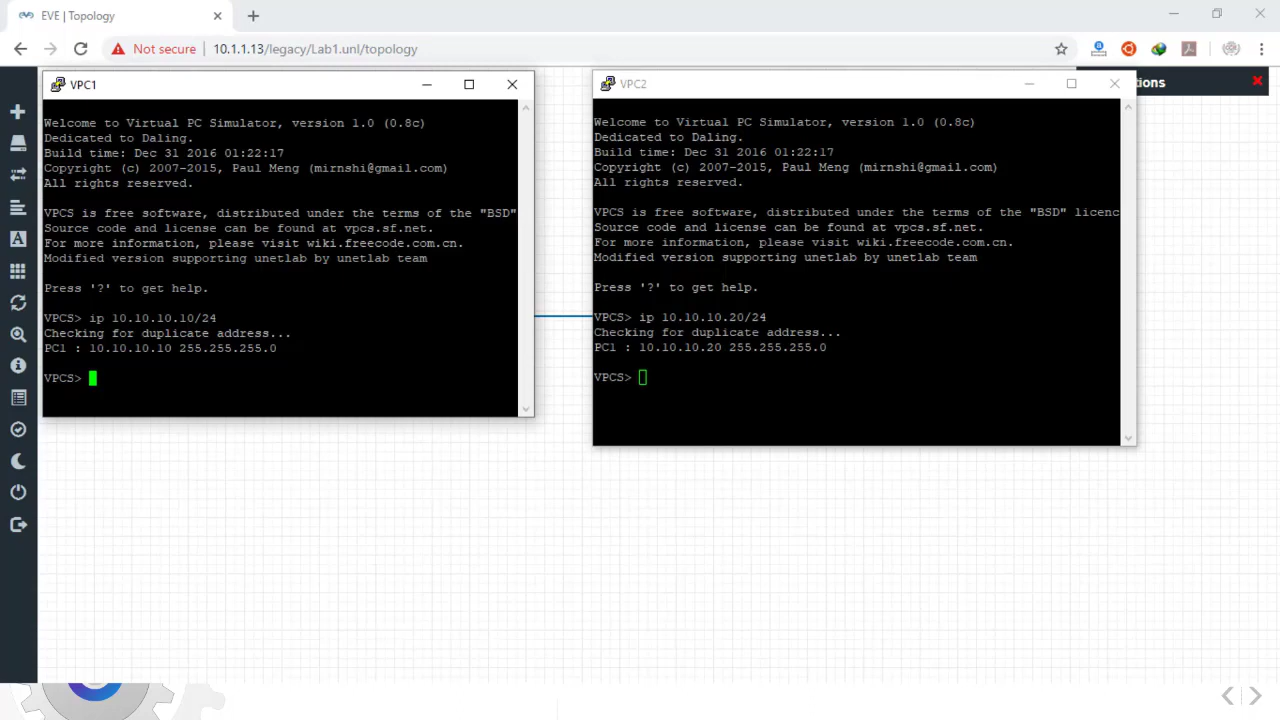 EVE | Topology
Not secure
10.1.1.13/legacy/Lab1.unl/topology
VPC1
Welcome to Virtual PC Simulator, version 1.0 (0.8c)
Dedicated to Daling.
Build time: Dec 31 2016 01:22:17
Copyright (c) 2007-2015, Paul Meng (mirnshi@gmail.com)
All rights reserved.
VPCS is free software, distributed under the terms of the "BSD"
Source code and license can be found at vpcs.sf.net.
For more information, please visit wiki.freecode.com.cn.
Modified version supporting unetlab by unetlab team
Press '?' to get help.
VPCS> ip 10.10.10.10/24
Checking for duplicate address...
PC1 : 10.10.10.10 255.255.255.0
VPCS>
VPC2
Welcome to Virtual PC Simulator, version 1.0 (0.8c)
Dedicated to Daling.
Build time: Dec 31 2016 01:22:17
Copyright (c) 2007-2015, Paul Meng (mirnshi@gmail.com)
All rights reserved.
VPCS is free software, distributed under the terms of the "BSD" licenc
Source code and license can be found at vpcs.sf.net.
For more information, please visit wiki.freecode.com.cn.
Modified version supporting unetlab by unetlab team
Press '?' to get help.
VPCS> ip 10.10.10.20/24
Checking for duplicate address...
PC1 : 10.10.10.20 255.255.255.0
VPCS>
tions